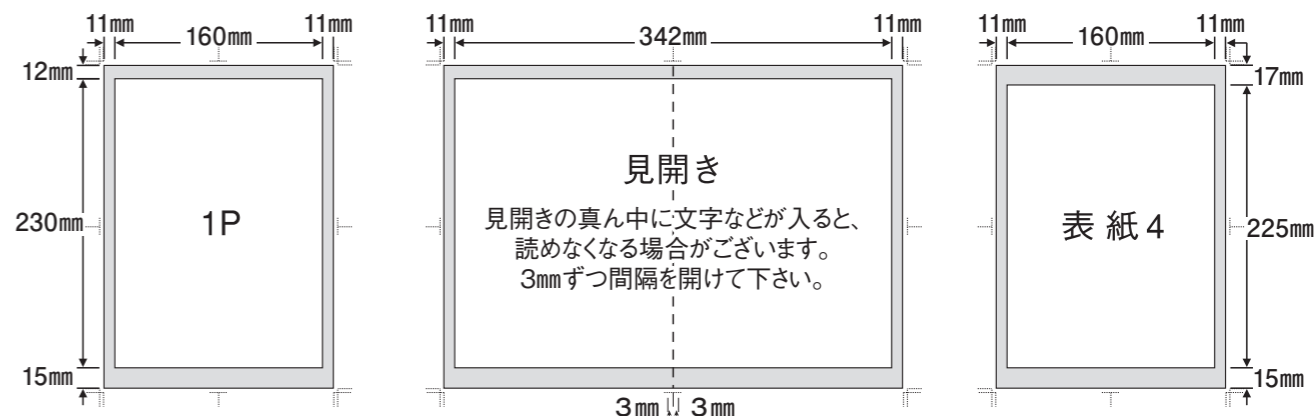 11mm
160mm
11mm
12mm
230mm
1P
15mm
11mm
342mm
11mm
見開き
見開きの真ん中に文字などが入ると、
読めなくなる場合がございます。
3mmずつ間隔を開けて下さい。
3mm 3mm
11mm
160mm
11mm
17mm
表紙4
225mm
15mm